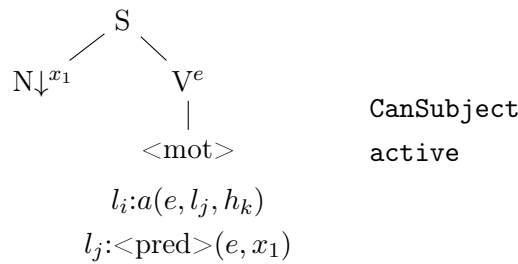 S
N↓x₁ Vᵉ
<mot>
CanSubject
active
lᵢ:a(e, lⱼ, hₖ)
lⱼ:<pred>(e, x₁)